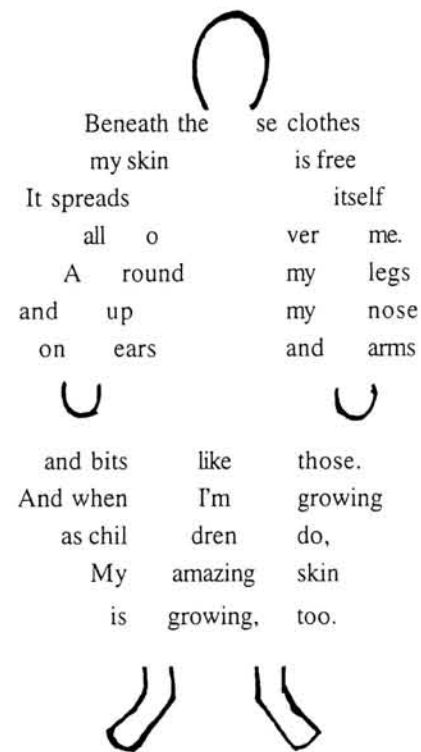 Beneath the se clothes
my skin is free
It spreads itself
all o ver me.
A round my legs
and up my nose
on ears and arms
and bits like those.
And when I'm growing
as chil dren do,
My amazing skin
is growing, too.